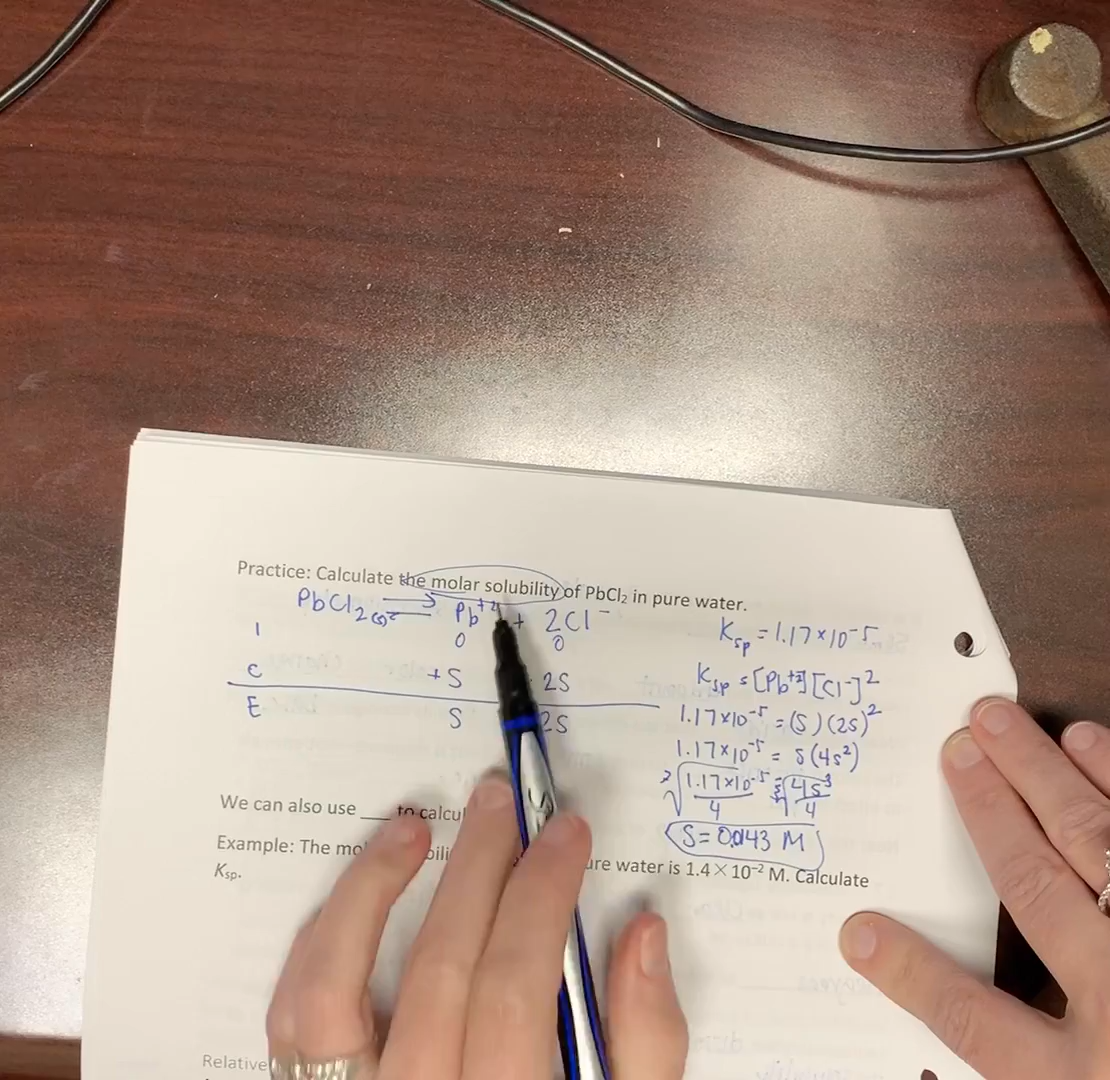 Practice: Calculate the molar solubility of PbCl₂ in pure water.
PbCl₂(s) ⇌ Pb⁺² + 2Cl⁻
I 0 0
C +S 2S
E S 2S
Ksp = 1.17×10⁻⁵
Ksp = [Pb⁺²][Cl⁻]²
1.17×10⁻⁵ = (S)(2S)²
1.17×10⁻⁵ = S(4S²)
1.17×10⁻⁵ 4S³
4 4
S = 0.0143 M
We can also use ___ to
Example: The water is 1.4×10⁻² M. Calculate
Ksp.
Relative